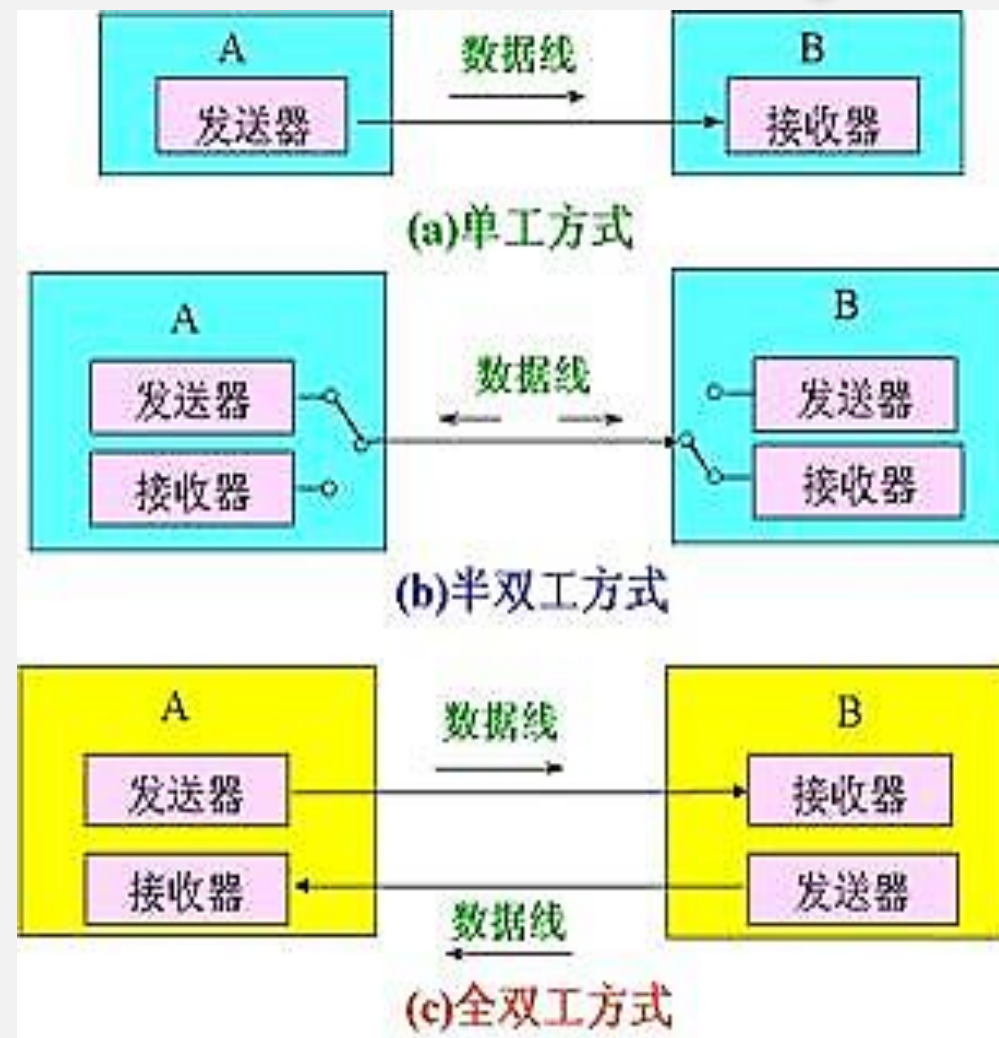 A
B
数据线
发送器
接收器
(a)单工方式
A
B
数据线
发送器
发送器
接收器
接收器
(b)半双工方式
A
B
数据线
发送器
接收器
接收器
发送器
数据线
(c)全双工方式